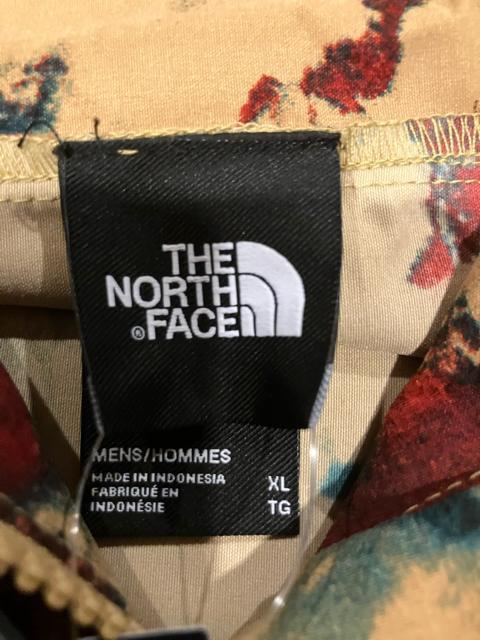 THE
NORTH
® FACE
MENS/HOMMES
MADE IN INDONESIA
FABRIQUÉ EN
INDONÉSIE
XL
TG